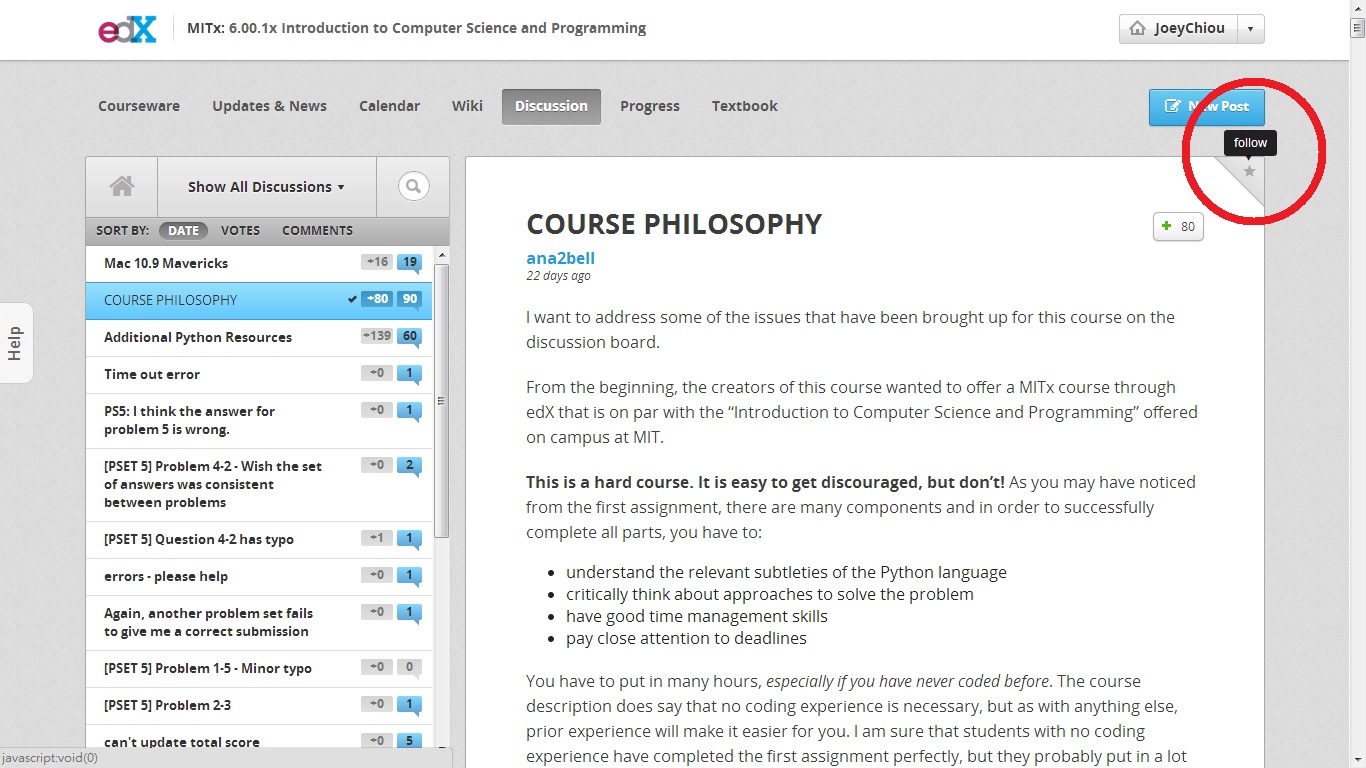 edX
MITx: 6.00.1x Introduction to Computer Science and Programming
JoeyChiou
Courseware
Updates & News
Calendar
Wiki
Discussion
Progress
Textbook
New Post
follow
Show All Discussions
SORT BY: DATE VOTES COMMENTS
Mac 10.9 Mavericks +16 19
COURSE PHILOSOPHY +80 90
Additional Python Resources +139 60
Time out error +0 1
PS5: I think the answer for +0 1
problem 5 is wrong.
[PSET 5] Problem 4-2 - Wish the set +0 2
of answers was consistent
between problems
[PSET 5] Question 4-2 has typo +1 1
errors - please help +0 1
Again, another problem set fails +0 1
to give me a correct submission
[PSET 5] Problem 1-5 - Minor typo +0 0
[PSET 5] Problem 2-3 +0 1
can't update total score +0 5
Help
COURSE PHILOSOPHY
+ 80
ana2bell
22 days ago
I want to address some of the issues that have been brought up for this course on the
discussion board.
From the beginning, the creators of this course wanted to offer a MITx course through
edX that is on par with the “Introduction to Computer Science and Programming” offered
on campus at MIT.
This is a hard course. It is easy to get discouraged, but don’t! As you may have noticed
from the first assignment, there are many components and in order to successfully
complete all parts, you have to:
• understand the relevant subtleties of the Python language
• critically think about approaches to solve the problem
• have good time management skills
• pay close attention to deadlines
You have to put in many hours, especially if you have never coded before. The course
description does say that no coding experience is necessary, but as with anything else,
prior experience will make it easier for you. I am sure that students with no coding
experience have completed the first assignment perfectly, but they probably put in a lot
javascript:void(0)